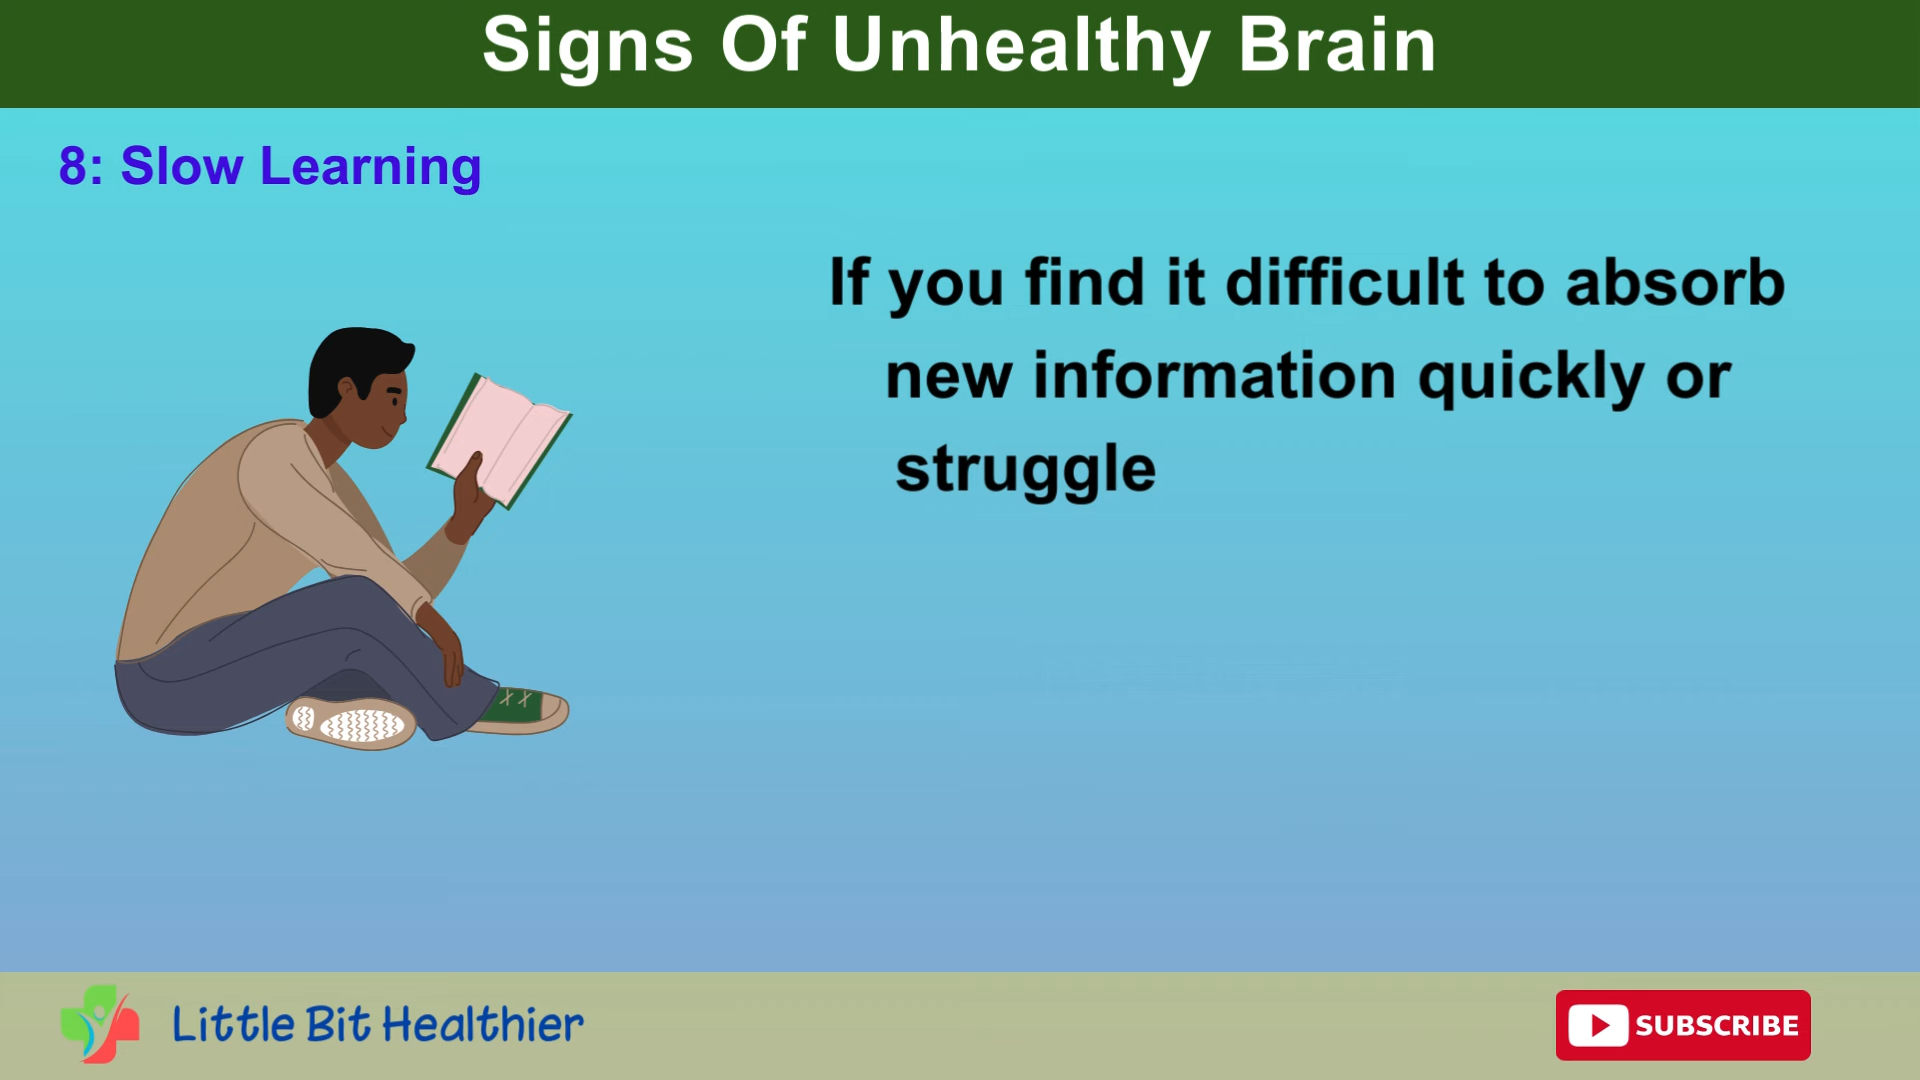 Signs Of Unhealthy Brain
8: Slow Learning
If you find it difficult to absorb
new information quickly or
struggle
Little Bit Healthier
SUBSCRIBE